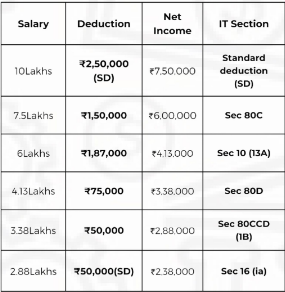 Salary Deduction Net Income IT Section
10Lakhs ₹2,50,000 (SD) ₹7,50,000 Standard deduction (SD)
7.5Lakhs ₹1,50,000 ₹6,00,000 Sec 80C
6Lakhs ₹1,87,000 ₹4,13,000 Sec 10 (13A)
4.13Lakhs ₹75,000 ₹3,38,000 Sec 80D
3.38Lakhs ₹50,000 ₹2,88,000 Sec 80CCD (1B)
2.88Lakhs ₹50,000(SD) ₹2,38,000 Sec 16 (ia)